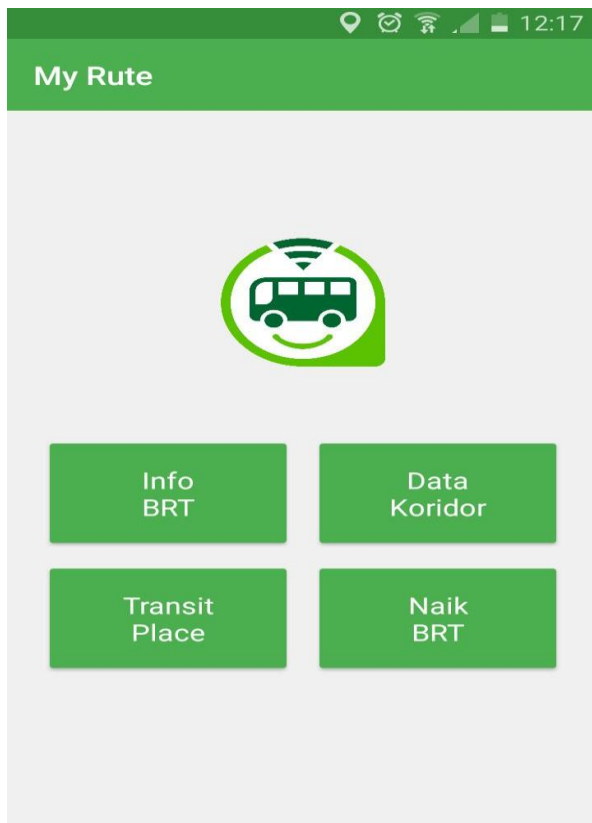 12:17
My Rute
Info
BRT
Data
Koridor
Transit
Place
Naik
BRT